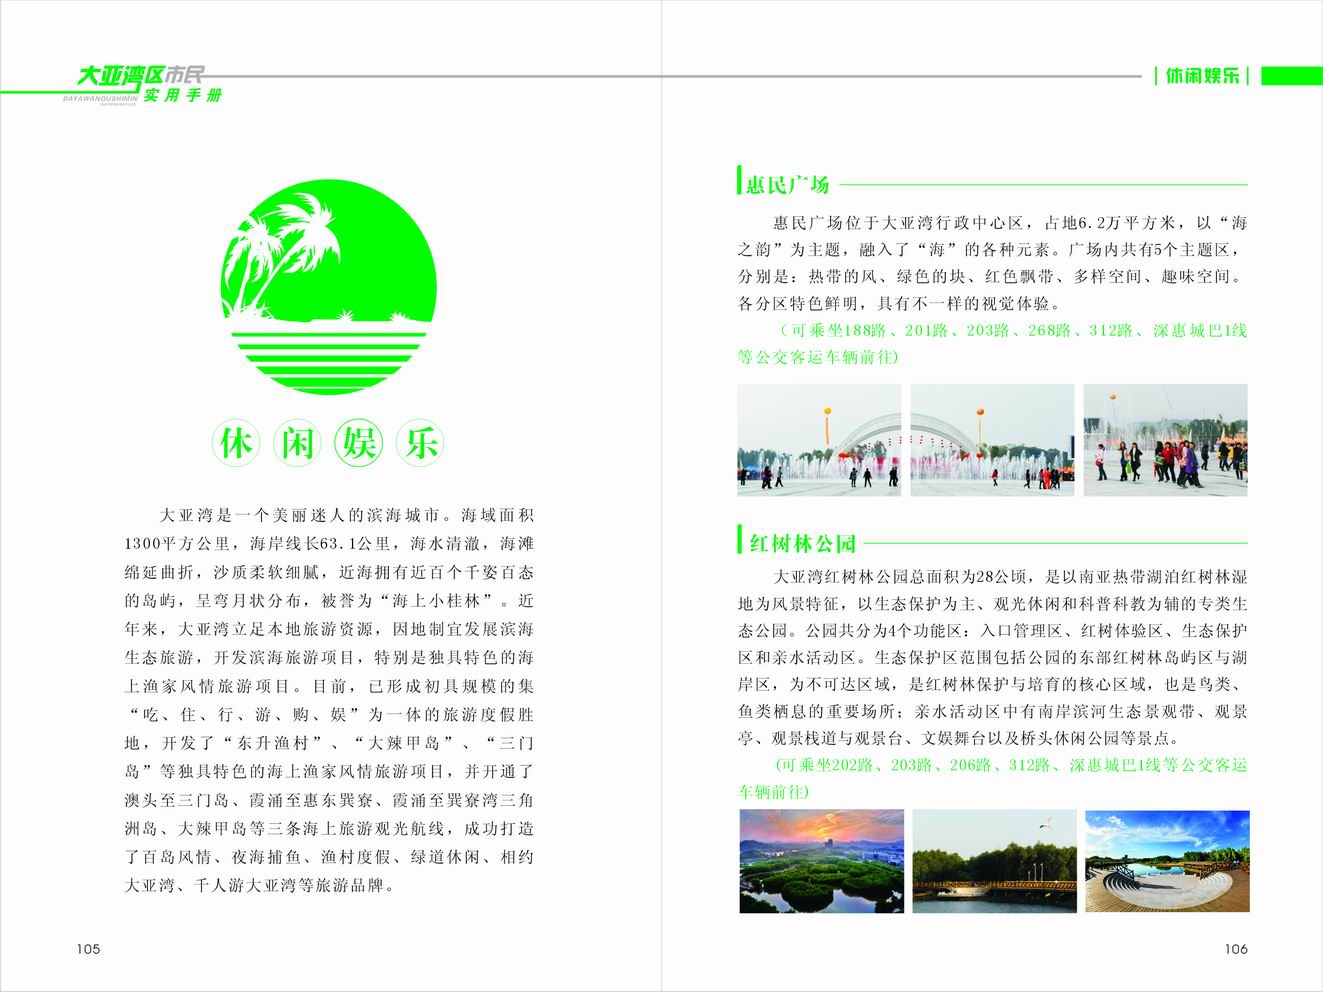 大亚湾区市民
DAYAWANQUSHIMIN
实用手册
休闲娱乐
大亚湾是一个美丽迷人的滨海城市。海域面积
1300平方公里，海岸线长63.1公里，海水清澈，海滩
绵延曲折，沙质柔软细腻，近海拥有近百个千姿百态
的岛屿，呈弯月状分布，被誉为“海上小桂林”。近
年来，大亚湾立足本地旅游资源，因地制宜发展滨海
生态旅游，开发滨海旅游项目，特别是独具特色的海
上渔家风情旅游项目。目前，已形成初具规模的集
“吃、住、行、游、购、娱”为一体的旅游度假胜
地，开发了“东升渔村”、“大辣甲岛”、“三门
岛”等独具特色的海上渔家风情旅游项目，并开通了
澳头至三门岛、霞涌至惠东巽寮、霞涌至巽寮湾三角
洲岛、大辣甲岛等三条海上旅游观光航线，成功打造
了百岛风情、夜海捕鱼、渔村度假、绿道休闲、相约
大亚湾、千人游大亚湾等旅游品牌。
105
休闲娱乐
惠民广场
惠民广场位于大亚湾行政中心区，占地6.2万平方米，以“海
之韵”为主题，融入了“海”的各种元素。广场内共有5个主题区，
分别是：热带的风、绿色的块、红色飘带、多样空间、趣味空间。
各分区特色鲜明，具有不一样的视觉体验。
（可乘坐188路、201路、203路、268路、312路、深惠城巴1线
等公交客运车辆前往)
红树林公园
大亚湾红树林公园总面积为28公顷，是以南亚热带湖泊红树林湿
地为风景特征，以生态保护为主、观光休闲和科普科教为辅的专类生
态公园。公园共分为4个功能区：入口管理区、红树体验区、生态保护
区和亲水活动区。生态保护区范围包括公园的东部红树林岛屿区与湖
岸区，为不可达区域，是红树林保护与培育的核心区域，也是鸟类、
鱼类栖息的重要场所；亲水活动区中有南岸滨河生态景观带、观景
亭、观景栈道与观景台、文娱舞台以及桥头休闲公园等景点。
(可乘坐202路、203路、206路、312路、深惠城巴1线等公交客运
车辆前往)
106